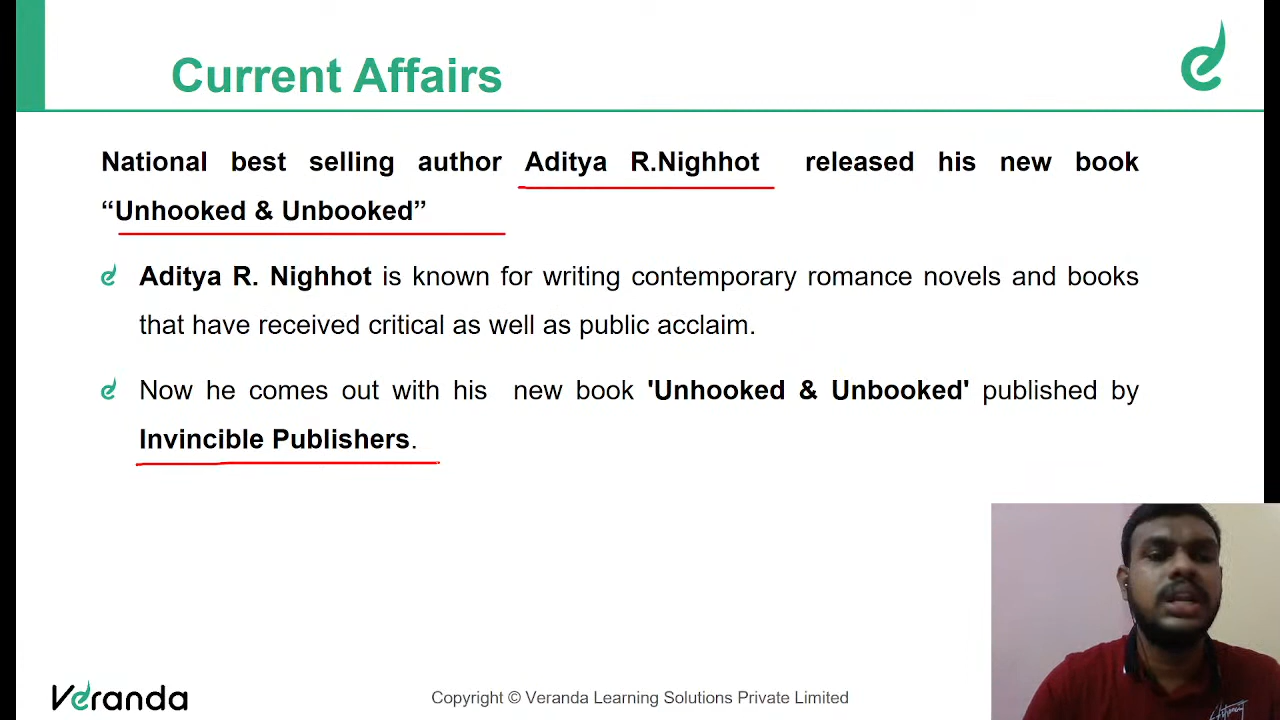 Current Affairs
National best selling author Aditya R.Nighhot released his new book
“Unhooked & Unbooked”
Aditya R. Nighhot is known for writing contemporary romance novels and books
that have received critical as well as public acclaim.
Now he comes out with his new book 'Unhooked & Unbooked' published by
Invincible Publishers.
Veranda
Copyright © Veranda Learning Solutions Private Limited